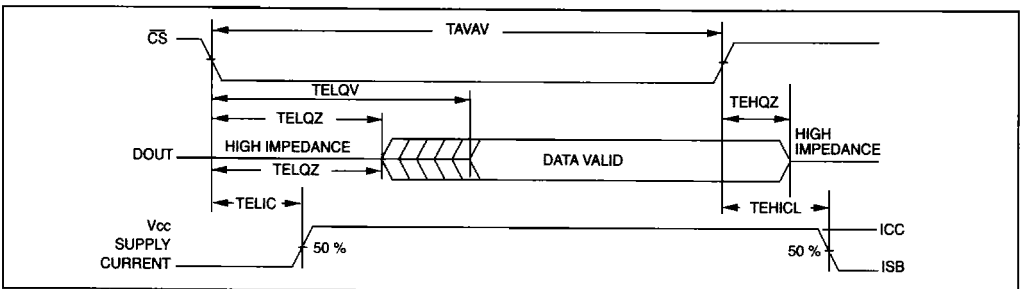 TAVAV
CS
TELQV
TELQZ
TEHQZ
DOUT
HIGH IMPEDANCE
DATA VALID
HIGH
IMPEDANCE
TELQZ
TELIC
TEHICL
Vcc
SUPPLY
CURRENT
50 %
50 %
ICC
ISB